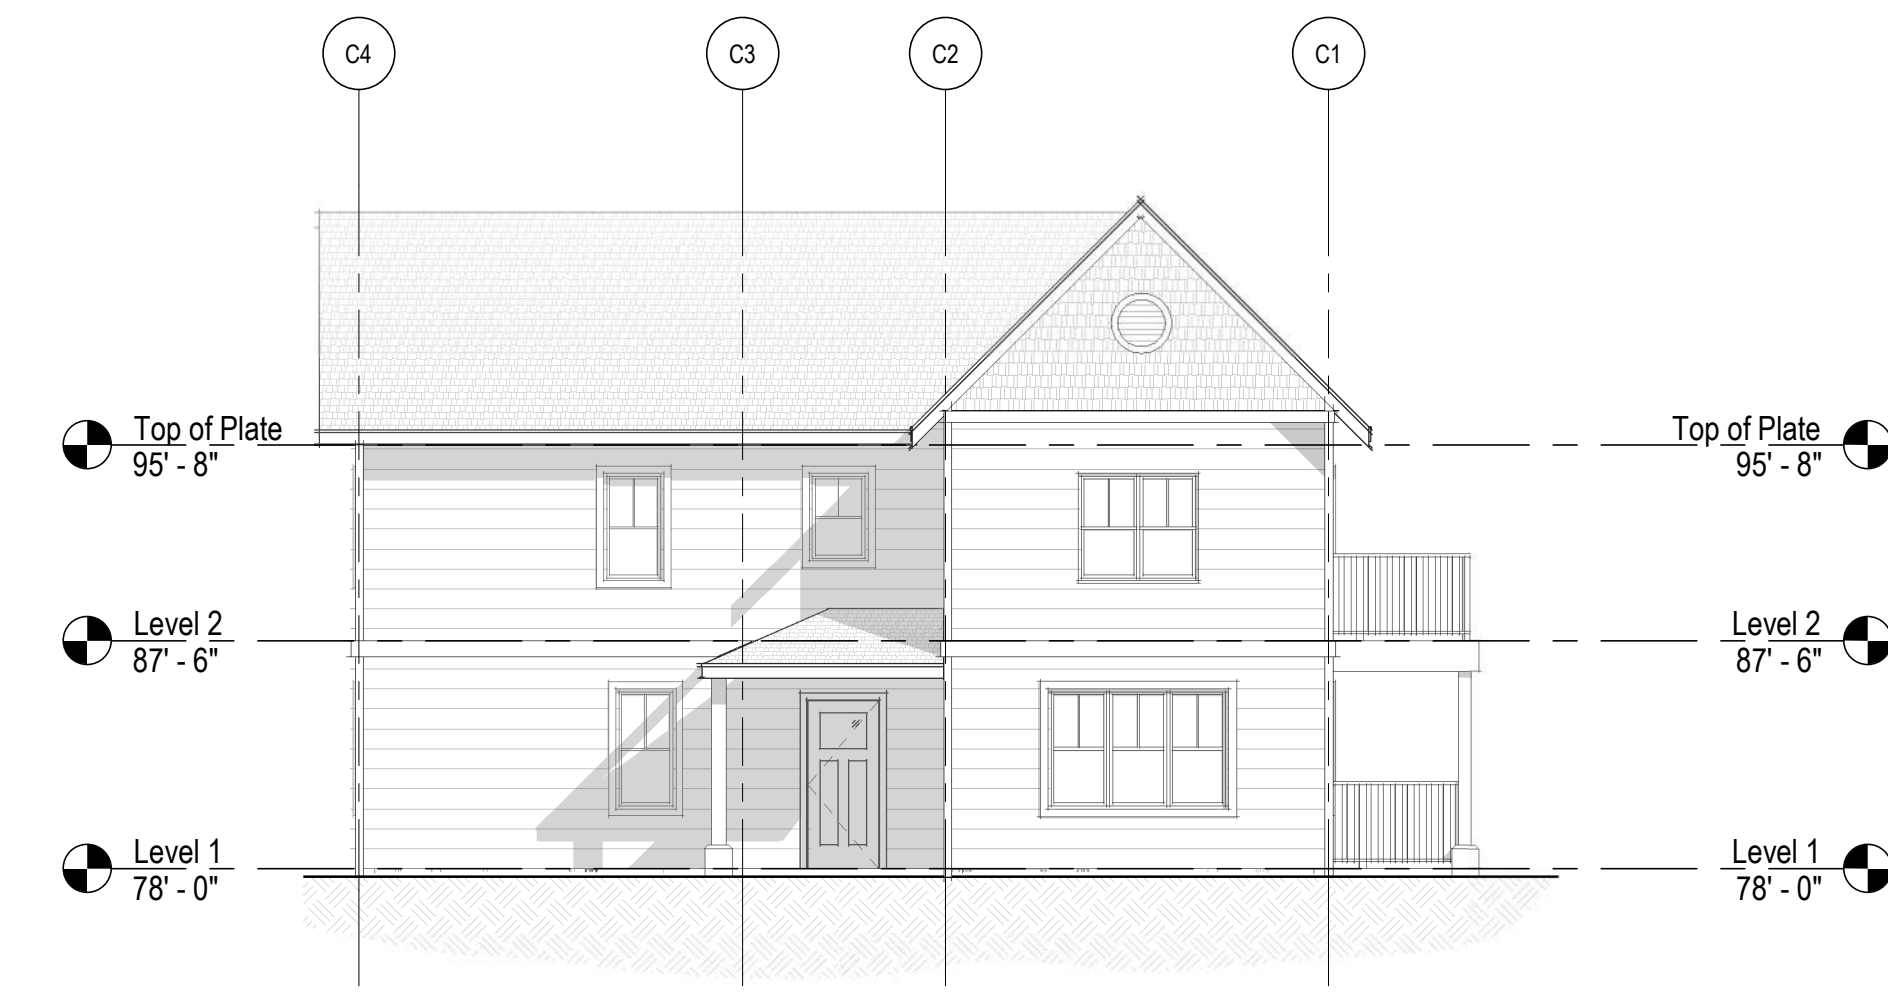 C4
C3
C2
C1
Top of Plate
95' - 8"
Top of Plate
95' - 8"
Level 2
87' - 6"
Level 2
87' - 6"
Level 1
78' - 0"
Level 1
78' - 0"